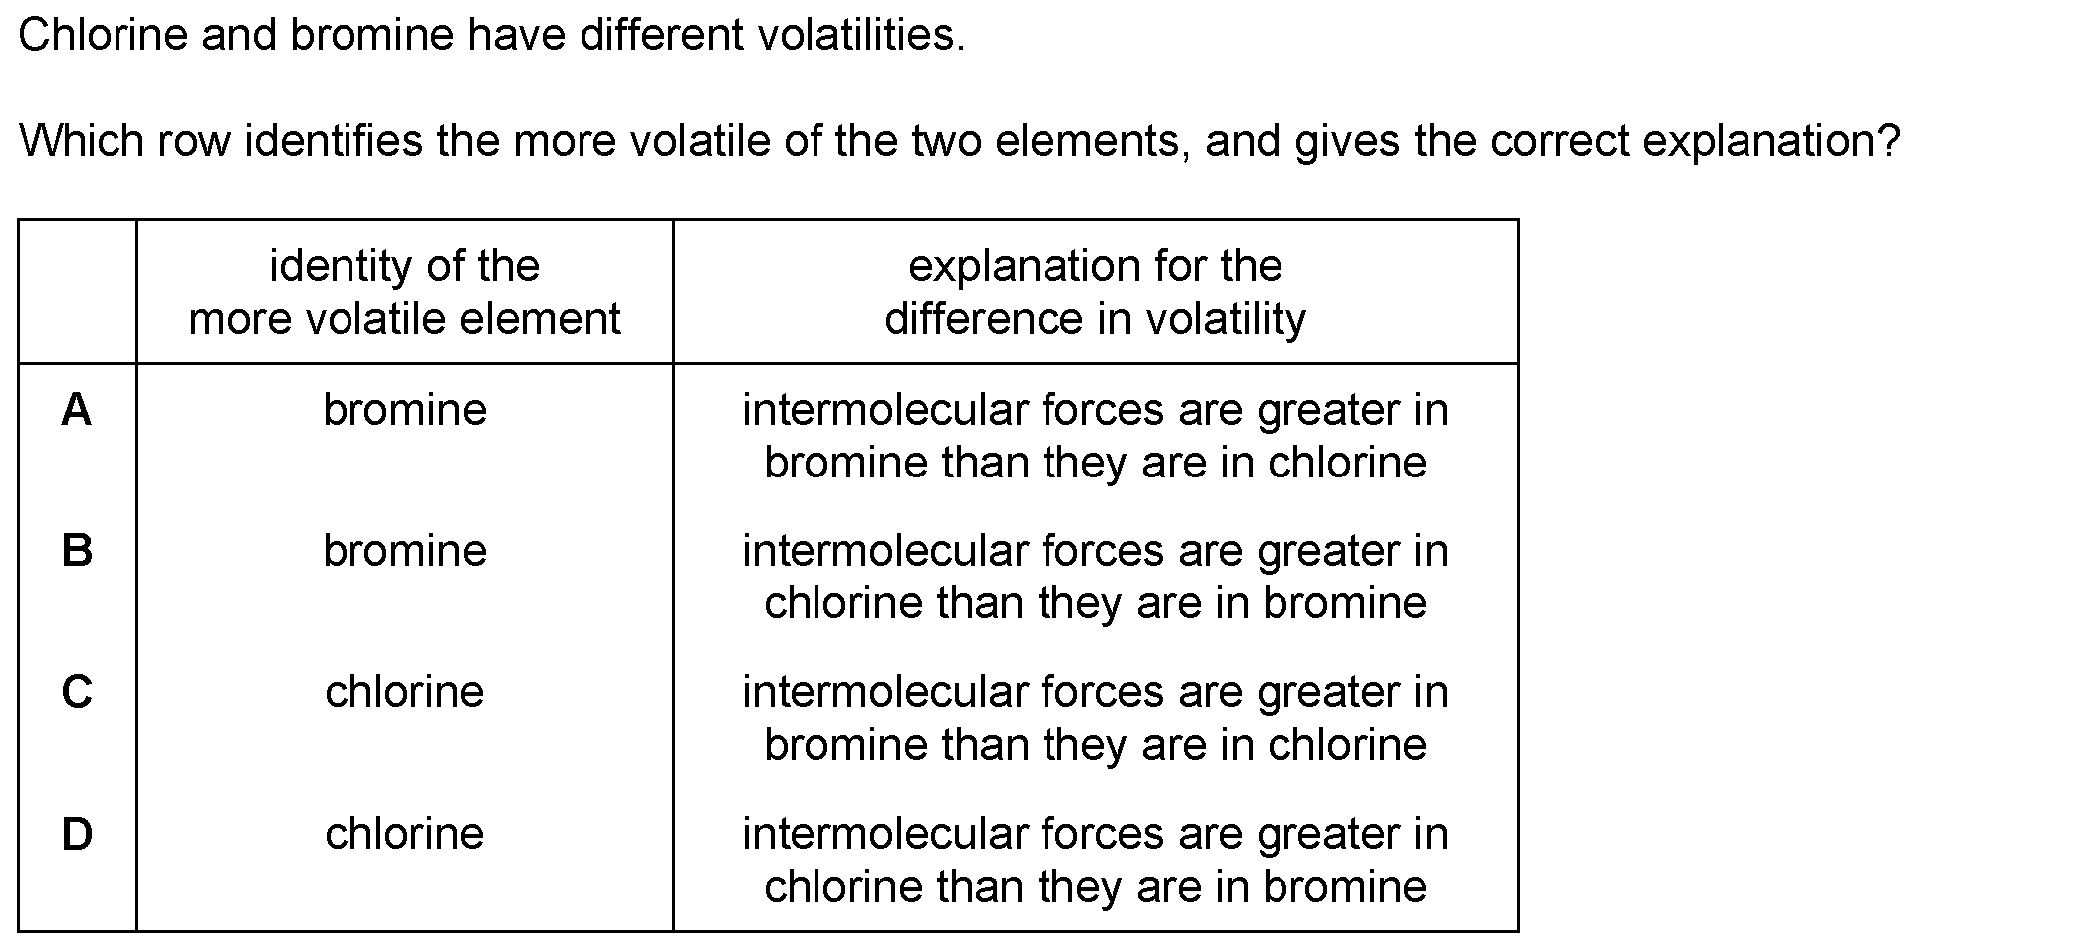 Chlorine and bromine have different volatilities.
Which row identifies the more volatile of the two elements, and gives the correct explanation?
identity of the
more volatile element
explanation for the
difference in volatility
A
bromine
intermolecular forces are greater in
bromine than they are in chlorine
B
bromine
intermolecular forces are greater in
chlorine than they are in bromine
C
chlorine
intermolecular forces are greater in
bromine than they are in chlorine
D
chlorine
intermolecular forces are greater in
chlorine than they are in bromine